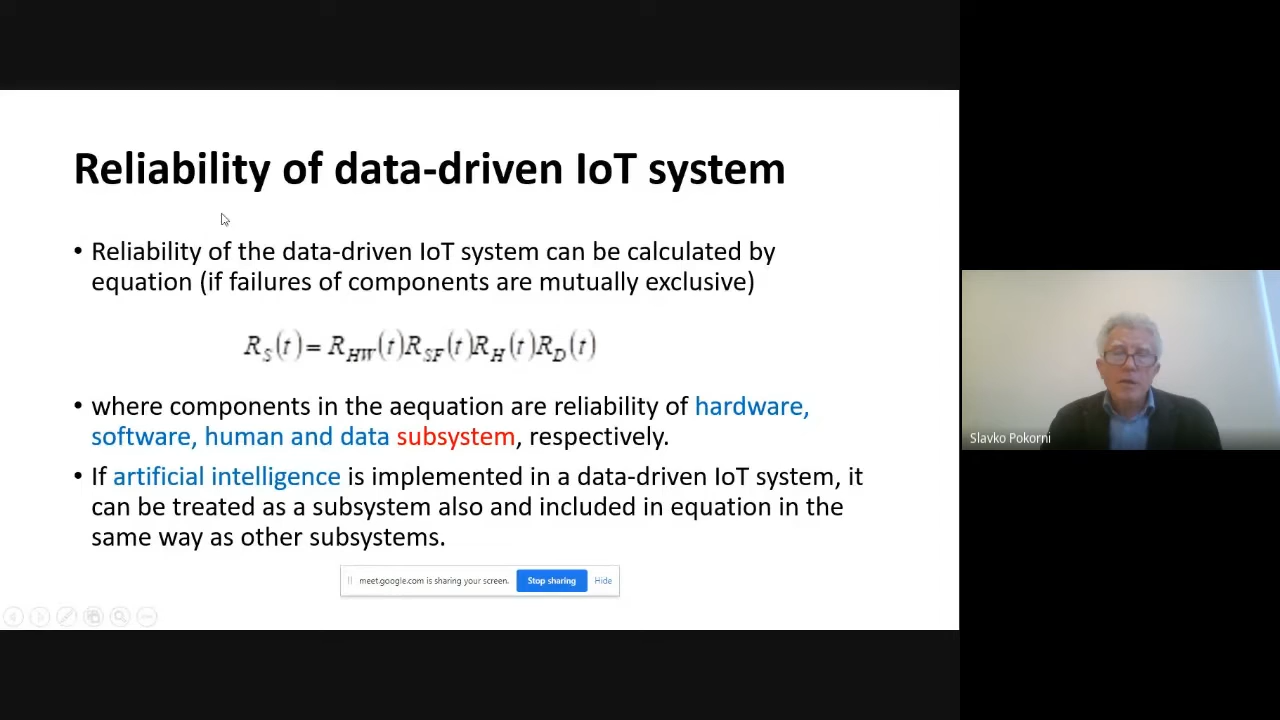 Reliability of data-driven IoT system
• Reliability of the data-driven IoT system can be calculated by
equation (if failures of components are mutually exclusive)
R_S(t) = R_HW(t)R_SF(t)R_H(t)R_D(t)
• where components in the aequation are reliability of hardware,
software, human and data subsystem, respectively.
• If artificial intelligence is implemented in a data-driven IoT system, it
can be treated as a subsystem also and included in equation in the
same way as other subsystems.
meet.google.com is sharing your screen. Stop sharing Hide
Slavko Pokorni